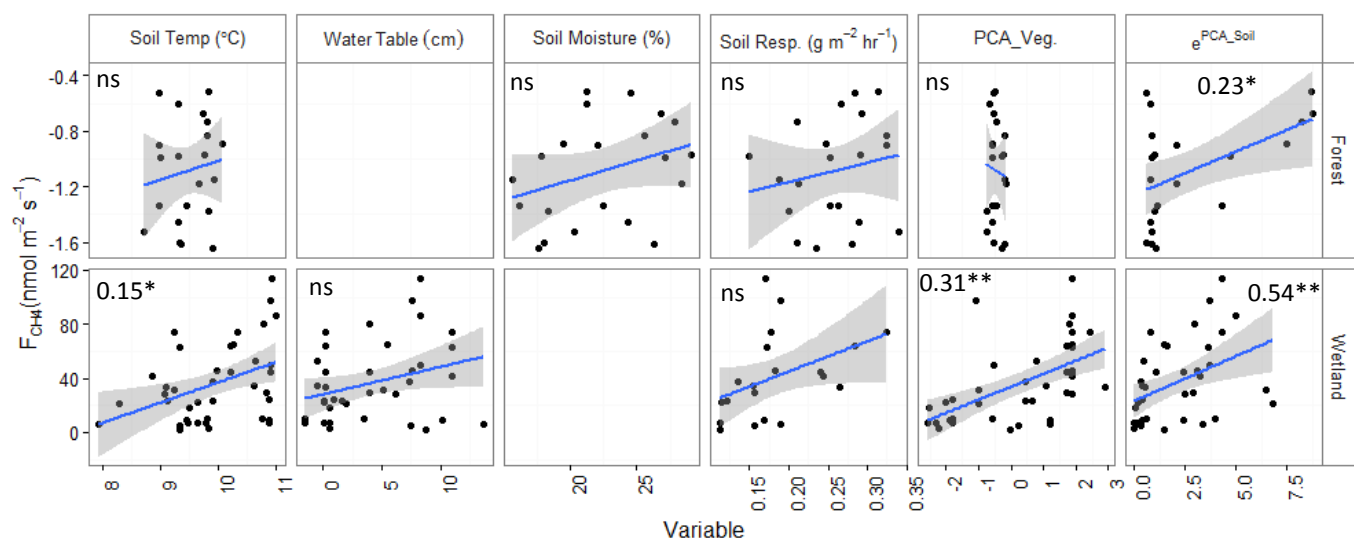 Soil Temp (°C) Water Table (cm) Soil Moisture (%) Soil Resp. (g m⁻² hr⁻¹) PCA_Veg. e^PCA_Soil
ns ns ns ns 0.23*
-0.4
-0.8
-1.2
-1.6
Forest
0.15* ns ns 0.31** 0.54**
120
80
40
0
Wetland
F_CH4(nmol m⁻² s⁻¹)
8 9 10 11 0 5 10 20 25 0.15 0.20 0.25 0.30 0.35 -2 -1 0 1 2 3 0.0 2.5 5.0 7.5
Variable